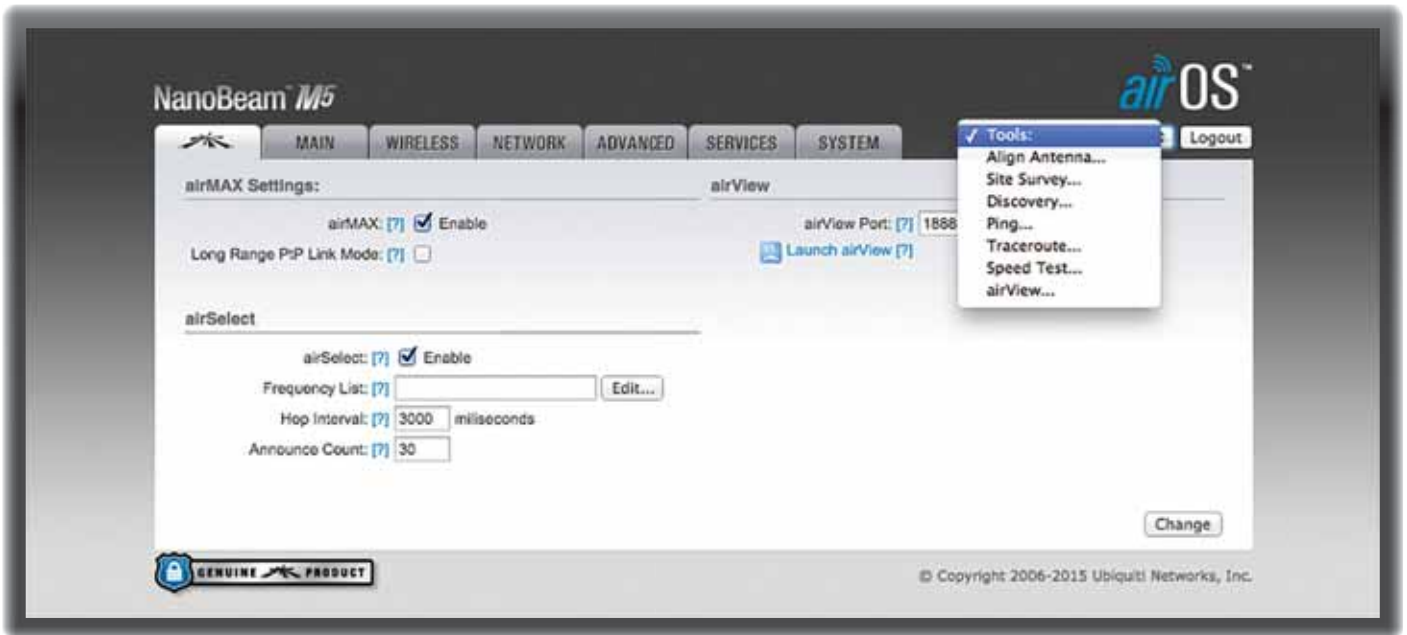 NanoBeam™ M5
airOS™
MAIN WIRELESS NETWORK ADVANCED SERVICES SYSTEM
✓ Tools:
Logout
Align Antenna...
Site Survey...
Discovery...
Ping...
Traceroute...
Speed Test...
airView...
airMAX Settings:
airMAX: [?] Enable
Long Range PtP Link Mode: [?]
airView
airView Port: [?] 1888
Launch airView [?]
airSelect
airSelect: [?] Enable
Frequency List: [?] Edit...
Hop Interval: [?] 3000 miliseconds
Announce Count: [?] 30
Change
GENUINE PRODUCT
© Copyright 2006-2015 Ubiquiti Networks, Inc.